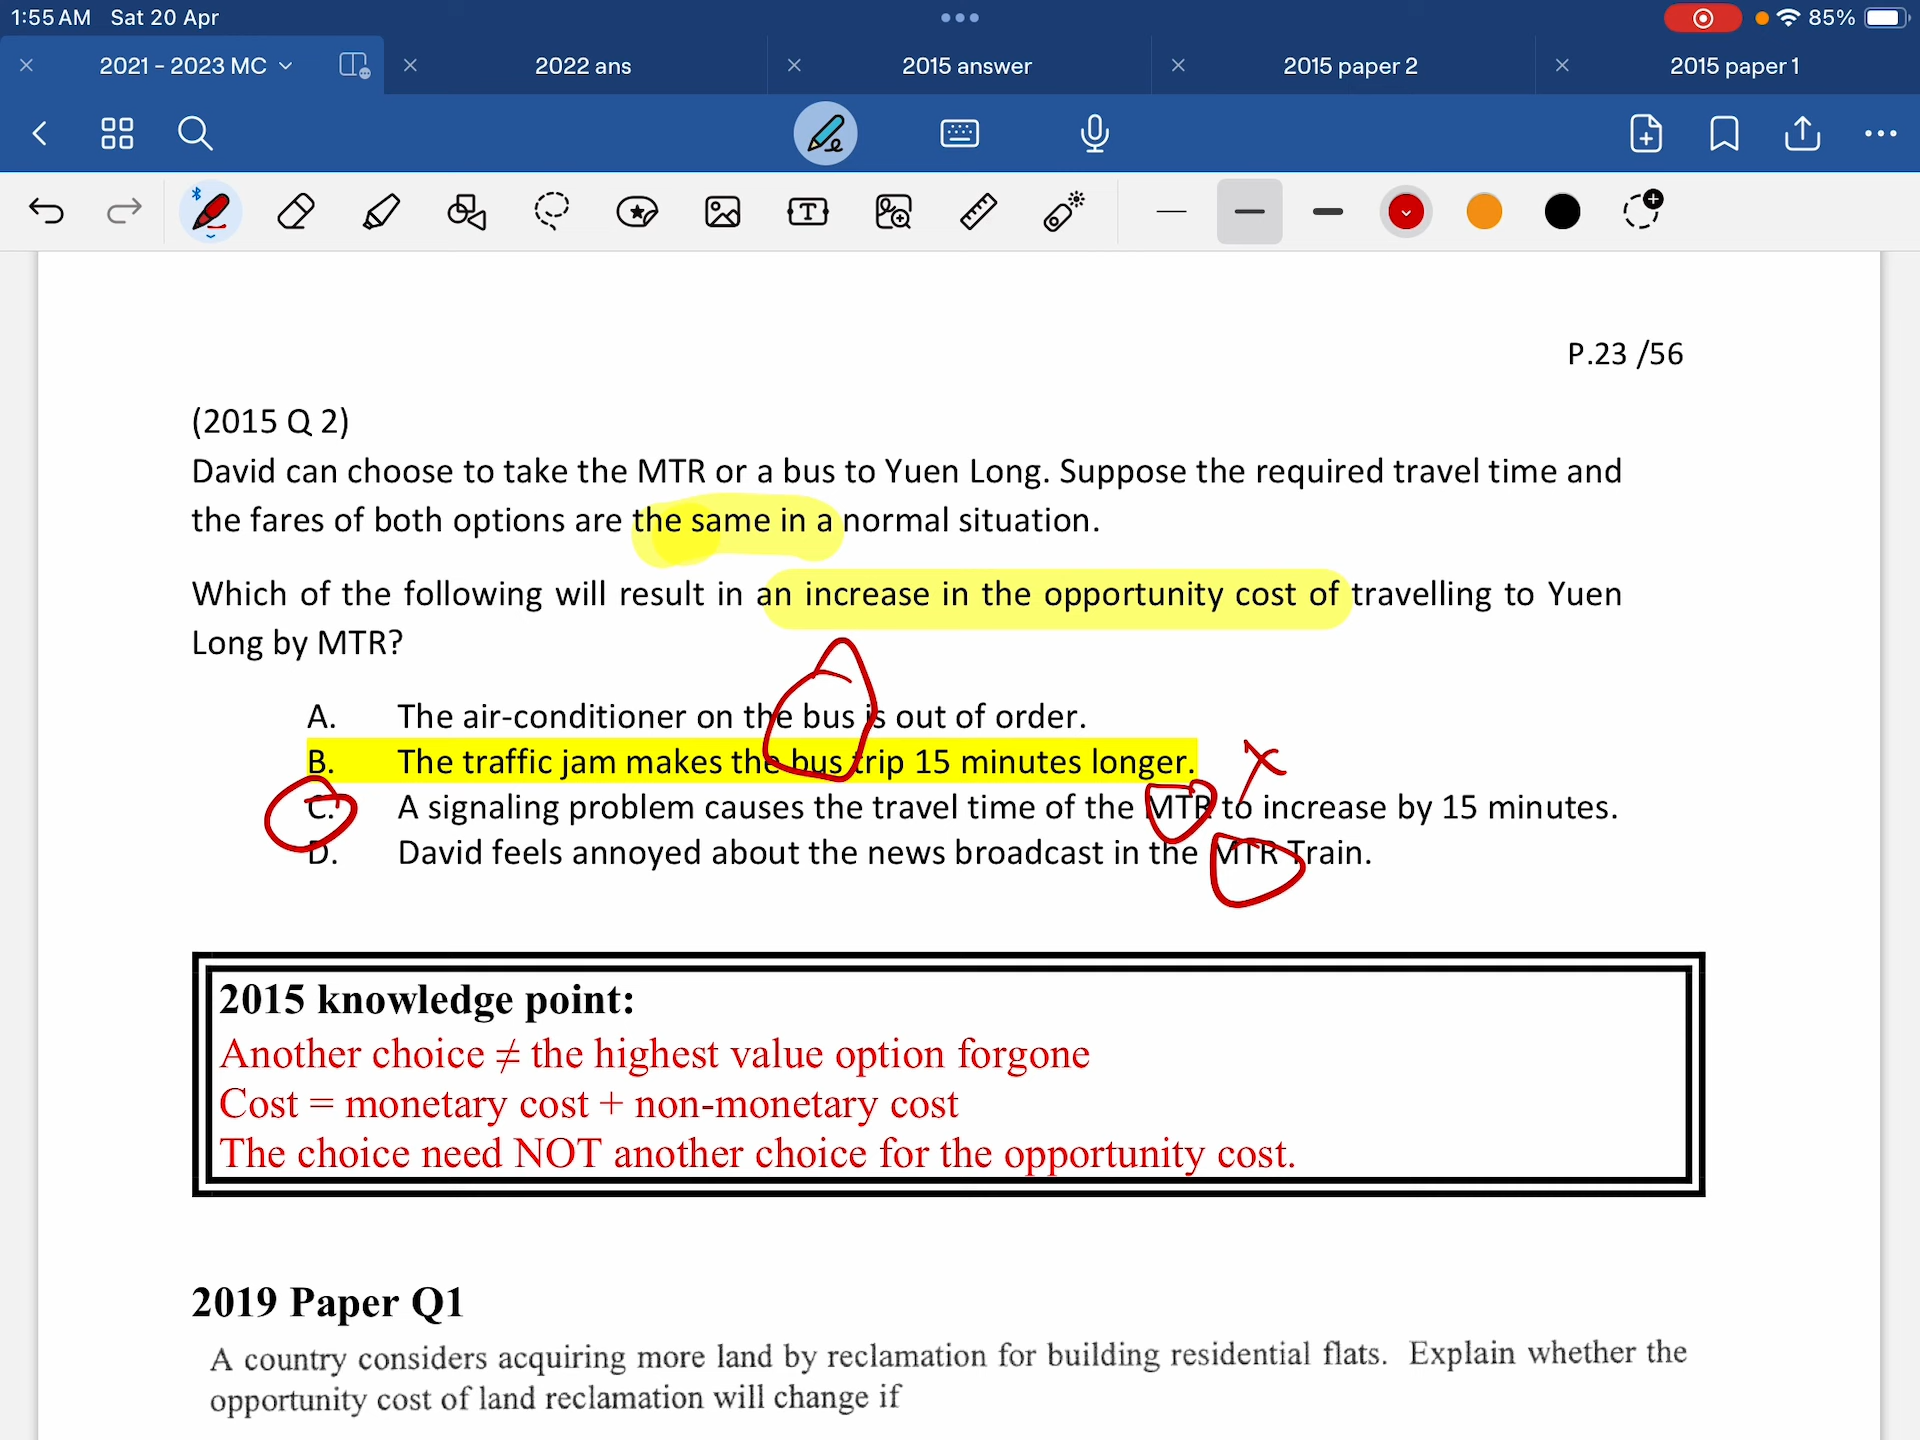 1:55 AM Sat 20 Apr
85%
2021 - 2023 MC
2022 ans
2015 answer
2015 paper 2
2015 paper 1
P.23 /56
(2015 Q 2)
David can choose to take the MTR or a bus to Yuen Long. Suppose the required travel time and
the fares of both options are the same in a normal situation.
Which of the following will result in an increase in the opportunity cost of travelling to Yuen
Long by MTR?
A. The air-conditioner on the bus is out of order.
B. The traffic jam makes the bus trip 15 minutes longer.
C. A signaling problem causes the travel time of the MTR to increase by 15 minutes.
D. David feels annoyed about the news broadcast in the MTR Train.
2015 knowledge point:
Another choice ≠ the highest value option forgone
Cost = monetary cost + non-monetary cost
The choice need NOT another choice for the opportunity cost.
2019 Paper Q1
A country considers acquiring more land by reclamation for building residential flats. Explain whether the
opportunity cost of land reclamation will change if